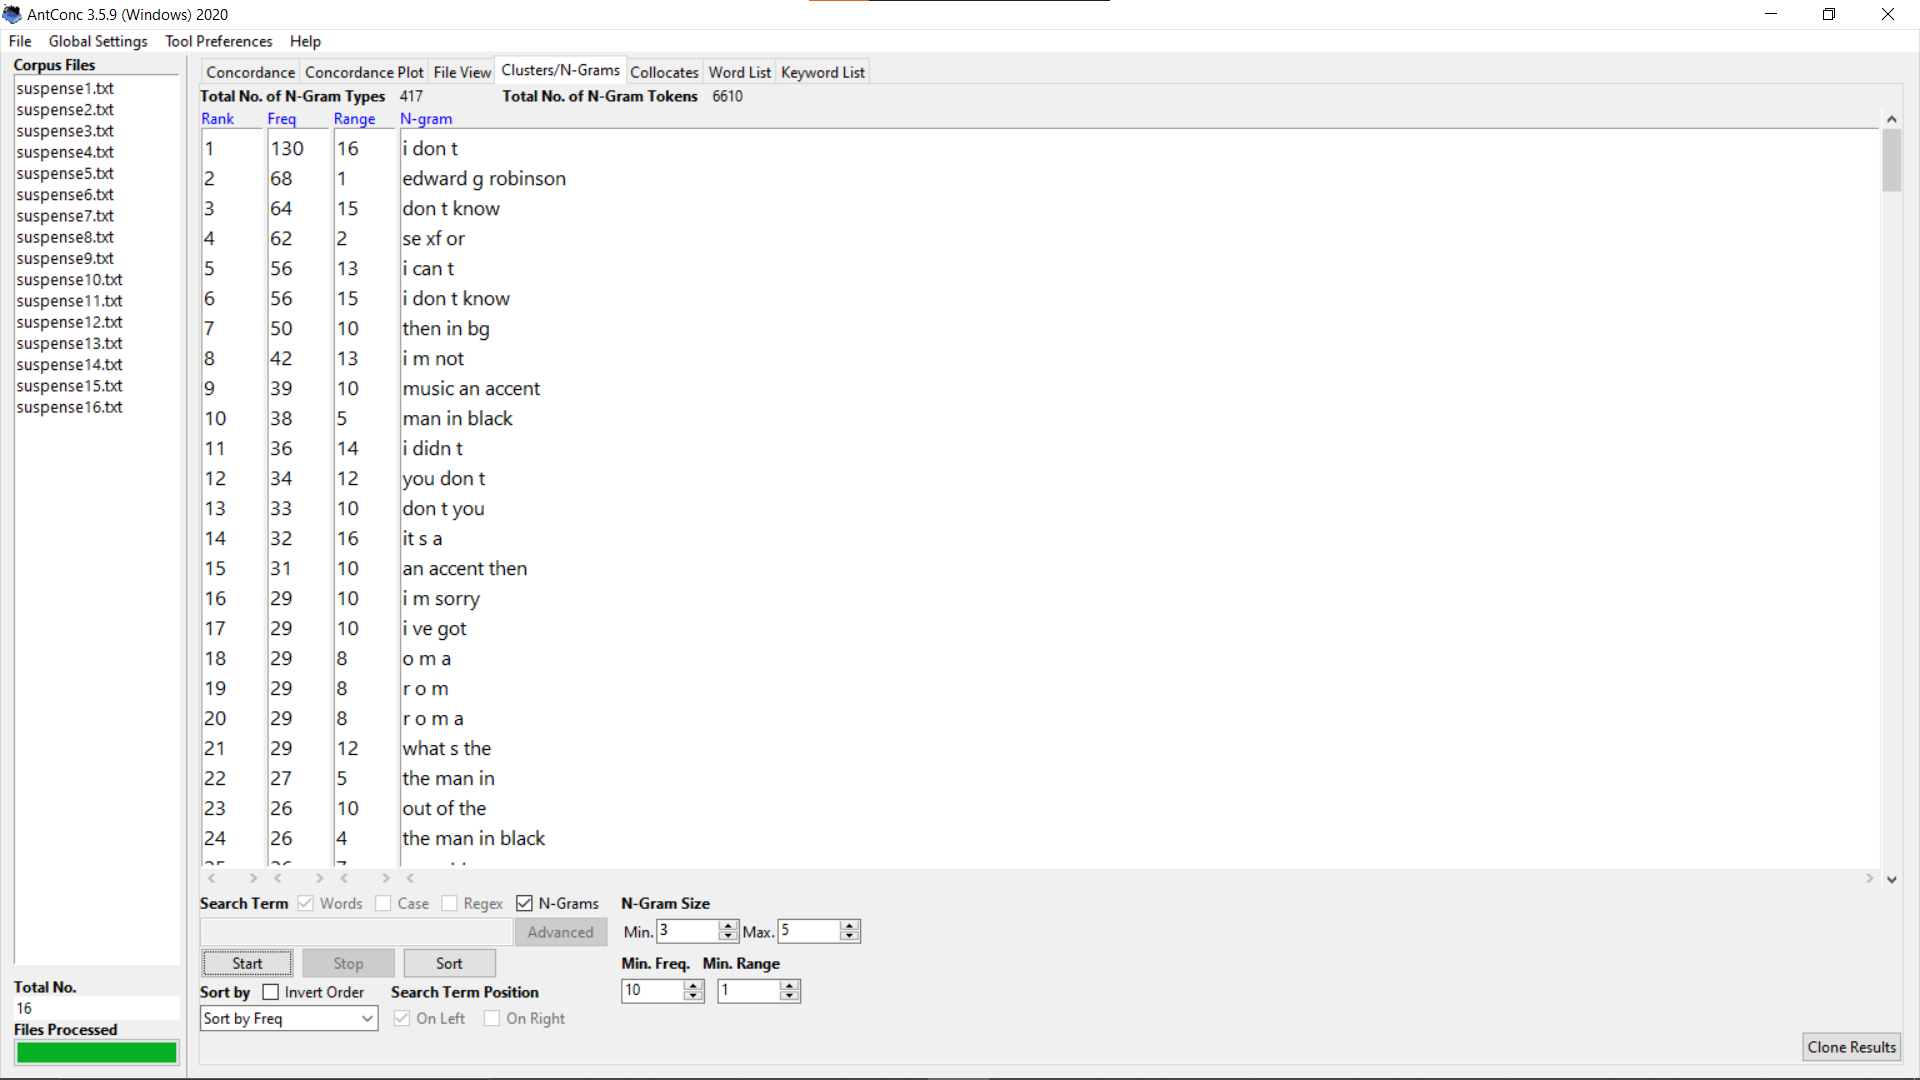 AntConc 3.5.9 (Windows) 2020
File Global Settings Tool Preferences Help
Corpus Files
suspense1.txt
suspense2.txt
suspense3.txt
suspense4.txt
suspense5.txt
suspense6.txt
suspense7.txt
suspense8.txt
suspense9.txt
suspense10.txt
suspense11.txt
suspense12.txt
suspense13.txt
suspense14.txt
suspense15.txt
suspense16.txt
Total No.
16
Files Processed
Concordance Concordance Plot File View Clusters/N-Grams Collocates Word List Keyword List
Total No. of N-Gram Types 417 Total No. of N-Gram Tokens 6610
Rank Freq Range N-gram
1 130 16 i don t
2 68 1 edward g robinson
3 64 15 don t know
4 62 2 se xf or
5 56 13 i can t
6 56 15 i don t know
7 50 10 then in bg
8 42 13 i m not
9 39 10 music an accent
10 38 5 man in black
11 36 14 i didn t
12 34 12 you don t
13 33 10 don t you
14 32 16 it s a
15 31 10 an accent then
16 29 10 i m sorry
17 29 10 i ve got
18 29 8 o m a
19 29 8 r o m
20 29 8 r o m a
21 29 12 what s the
22 27 5 the man in
23 26 10 out of the
24 26 4 the man in black
Search Term Words Case Regex N-Grams N-Gram Size
Advanced Min. 3 Max. 5
Start Stop Sort Min. Freq. Min. Range
Sort by Invert Order Search Term Position 10 1
Sort by Freq On Left On Right
Clone Results